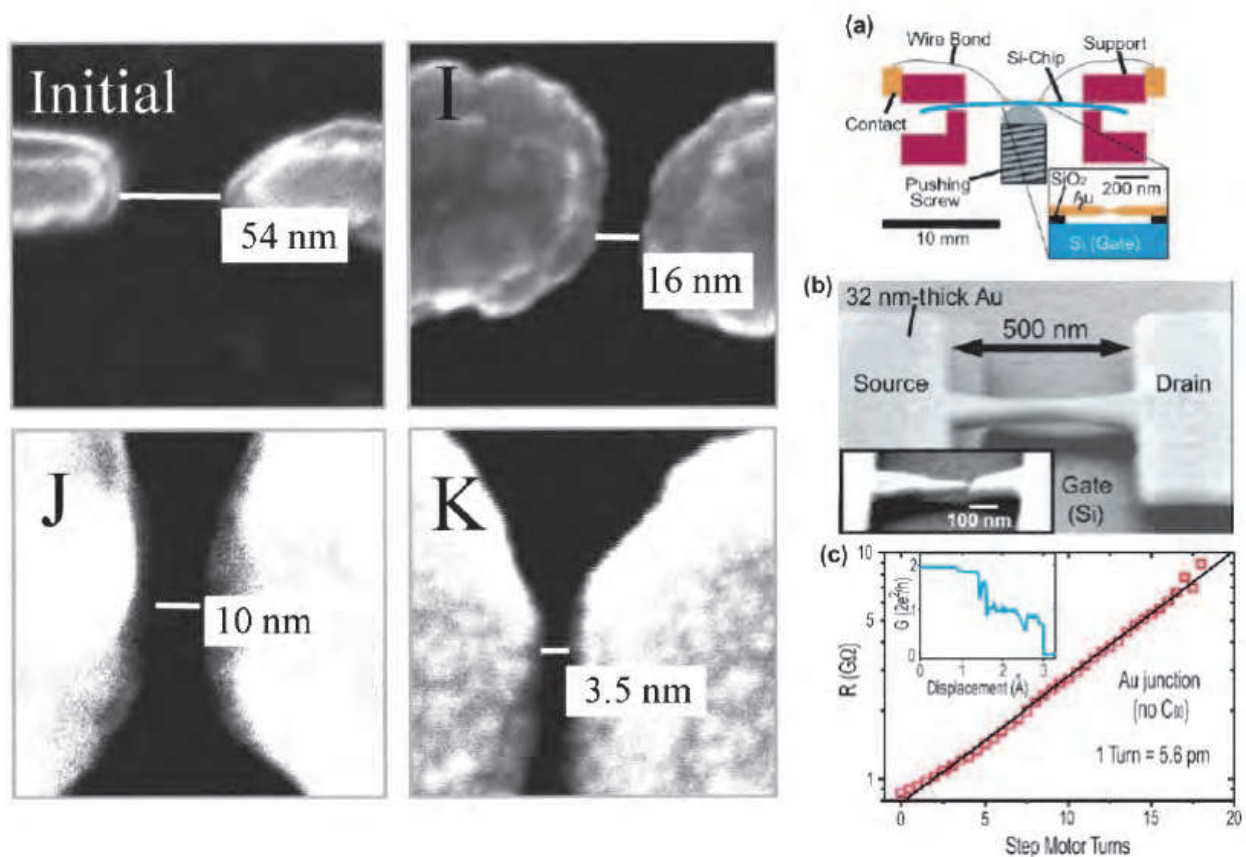 Initial
54 nm
I
16 nm
J
10 nm
K
3.5 nm
(a)
Wire Bond
Si-Chip
Support
Contact
Pushing
Screw
10 mm
SiO₂
Au
200 nm
Si (Gate)
(b)
32 nm-thick Au
500 nm
Source
Drain
Gate
(Si)
100 nm
(c)
10
5
1
R (GΩ)
2
1
0
G (2e²/h)
0 1 2 3
Displacement (Å)
Au junction
(no C₆₀)
1 Turn = 5.6 pm
0 5 10 15 20
Step Motor Turns